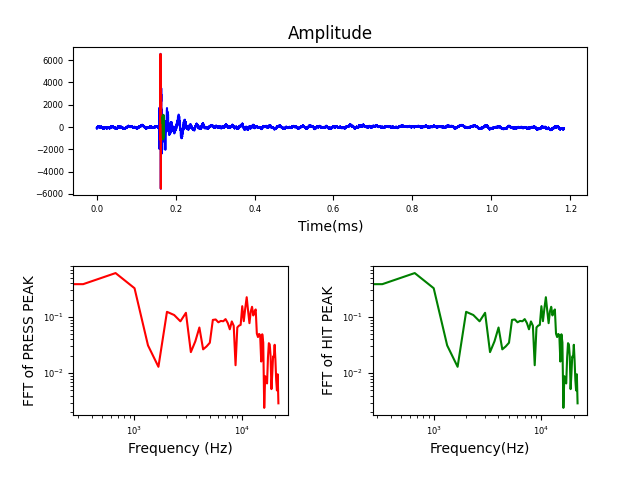 Amplitude
6000
4000
2000
0
−2000
−4000
−6000
0.0 0.2 0.4 0.6 0.8 1.0 1.2
Time(ms)
FFT of PRESS PEAK
10⁻¹
10⁻²
10³ 10⁴
Frequency (Hz)
FFT of HIT PEAK
10⁻¹
10⁻²
10³ 10⁴
Frequency(Hz)